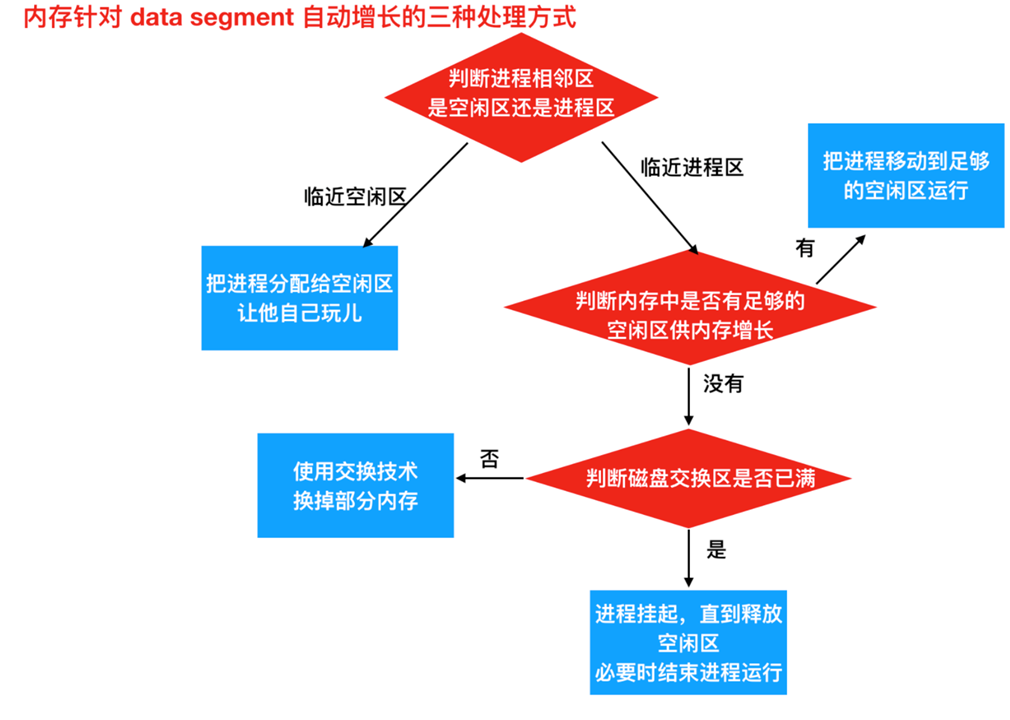 内存针对 data segment 自动增长的三种处理方式
判断进程相邻区
是空闲区还是进程区
临近空闲区
临近进程区
把进程移动到足够
的空闲区运行
有
把进程分配给空闲区
让他自己玩儿
判断内存中是否有足够的
空闲区供内存增长
没有
使用交换技术
换掉部分内存
否
判断磁盘交换区是否已满
是
进程挂起，直到释放
空闲区
必要时结束进程运行